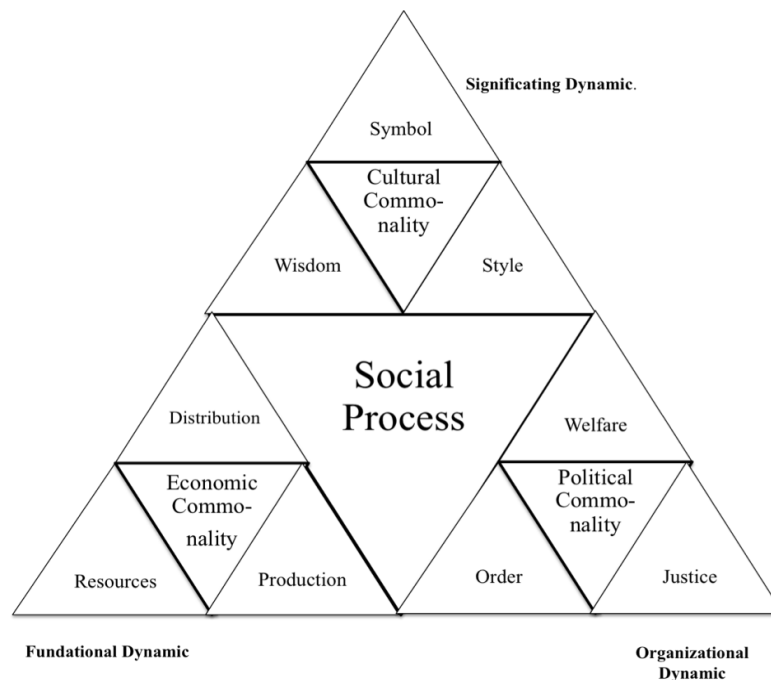 Significating Dynamic.
Symbol
Cultural
Commo-
nality
Wisdom
Style
Social
Process
Distribution
Welfare
Economic
Commo-
nality
Political
Commo-
nality
Resources
Production
Order
Justice
Fundational Dynamic
Organizational
Dynamic